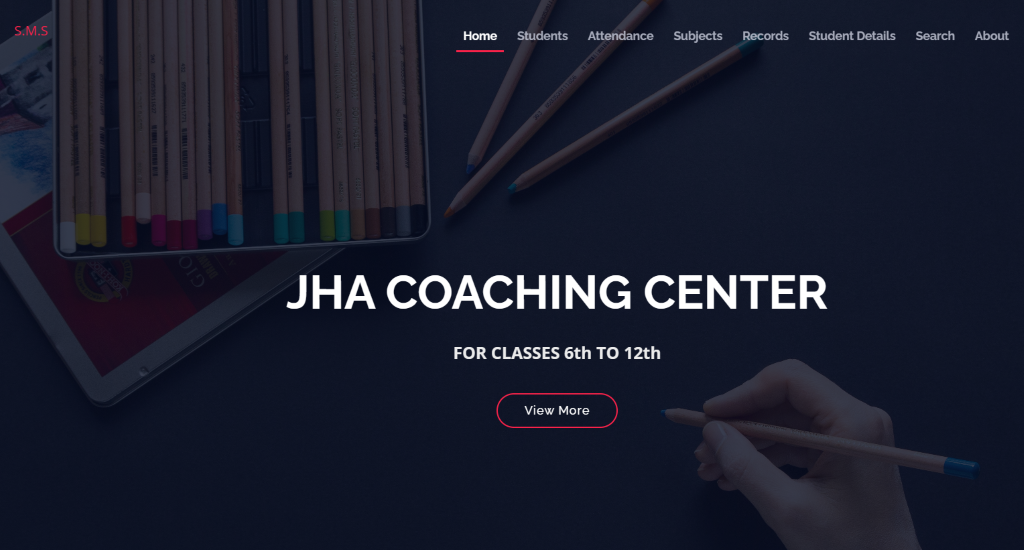 S.M.S
Home Students Attendance Subjects Records Student Details Search About
JHA COACHING CENTER
FOR CLASSES 6th TO 12th
View More